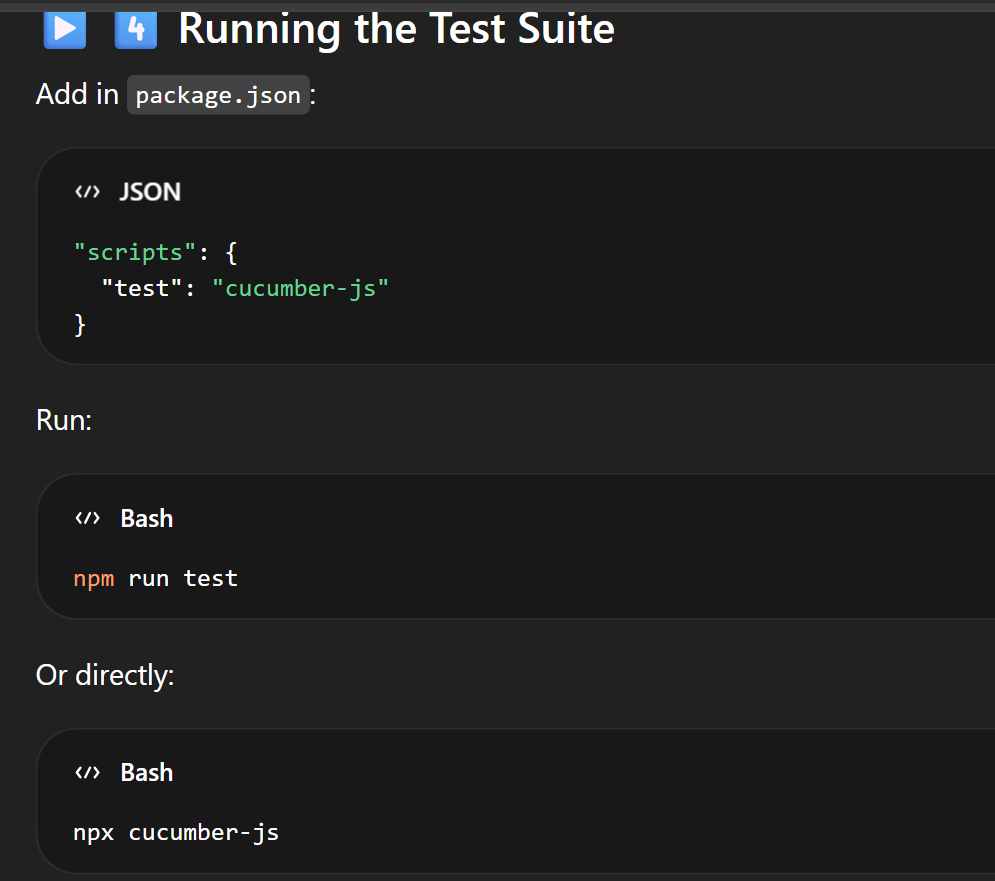 ▶️ 4️⃣ Running the Test Suite
Add in package.json:
</> JSON
"scripts": {
  "test": "cucumber-js"
}
Run:
</> Bash
npm run test
Or directly:
</> Bash
npx cucumber-js